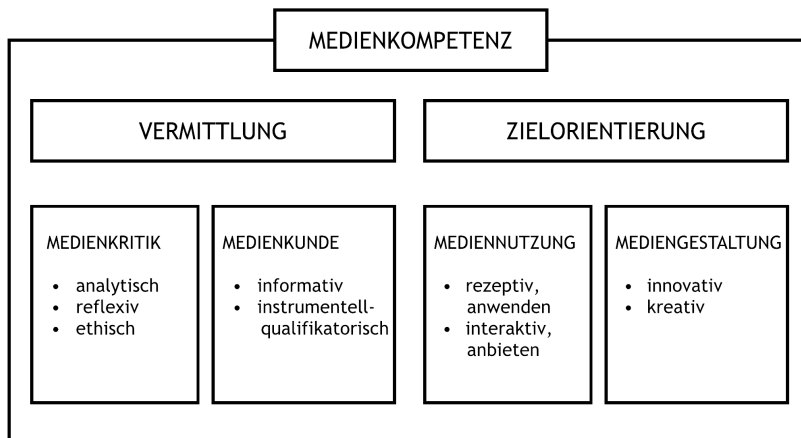 MEDIENKOMPETENZ
VERMITTLUNG
ZIELORIENTIERUNG
MEDIENKRITIK
• analytisch
• reflexiv
• ethisch
MEDIENKUNDE
• informativ
• instrumentell-
qualifikatorisch
MEDIENNUTZUNG
• rezeptiv,
anwenden
• interaktiv,
anbieten
MEDIENGESTALTUNG
• innovativ
• kreativ